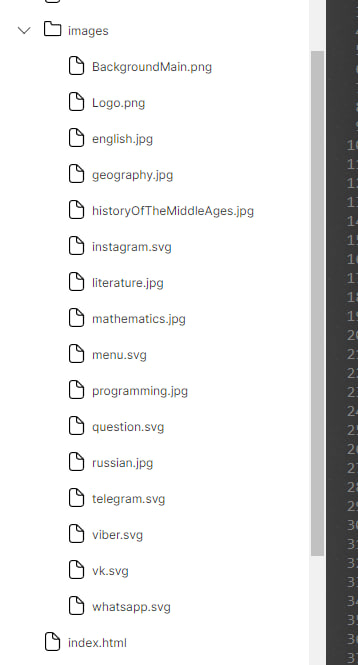 images
BackgroundMain.png
Logo.png
english.jpg
geography.jpg
historyOfTheMiddleAges.jpg
instagram.svg
literature.jpg
mathematics.jpg
menu.svg
programming.jpg
question.svg
russian.jpg
telegram.svg
viber.svg
vk.svg
whatsapp.svg
index.html